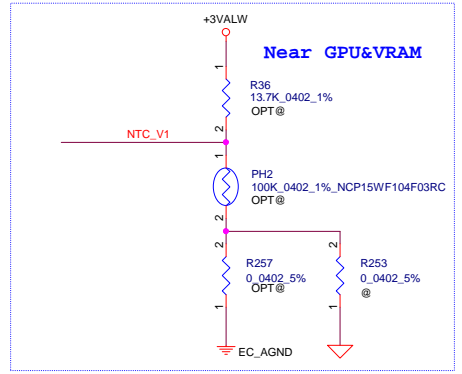 +3VALW
Near GPU&VRAM
1
R36
13.7K_0402_1%
OPT@
2
NTC_V1
1
PH2
100K_0402_1%_NCP15WF104F03RC
OPT@
2
2
2
R257
0_0402_5%
OPT@
R253
0_0402_5%
@
1
1
EC_AGND